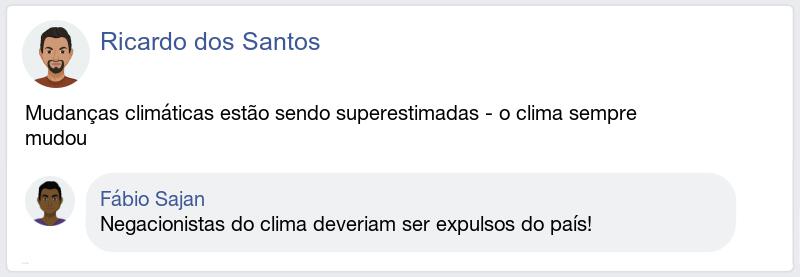 Ricardo dos Santos
Mudanças climáticas estão sendo superestimadas - o clima sempre
mudou
Fábio Sajan
Negacionistas do clima deveriam ser expulsos do país!